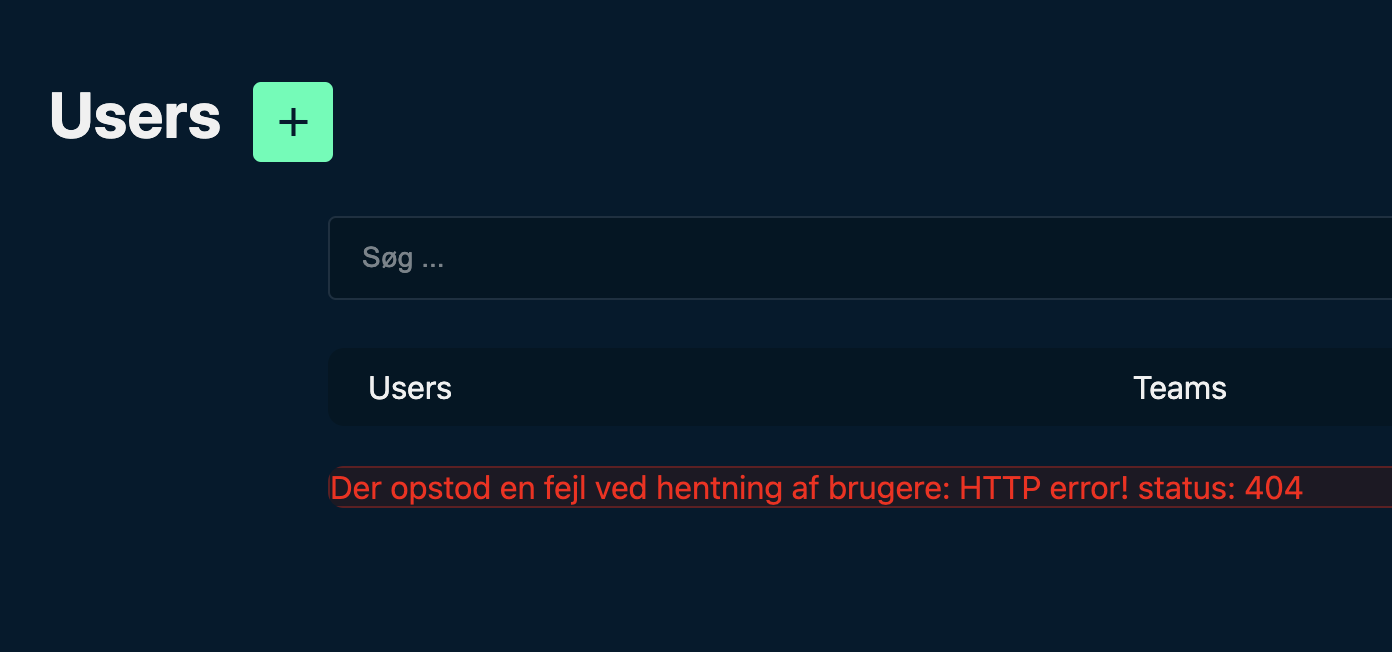 Users
+
Søg ...
Users Teams
Der opstod en fejl ved hentning af brugere: HTTP error! status: 404